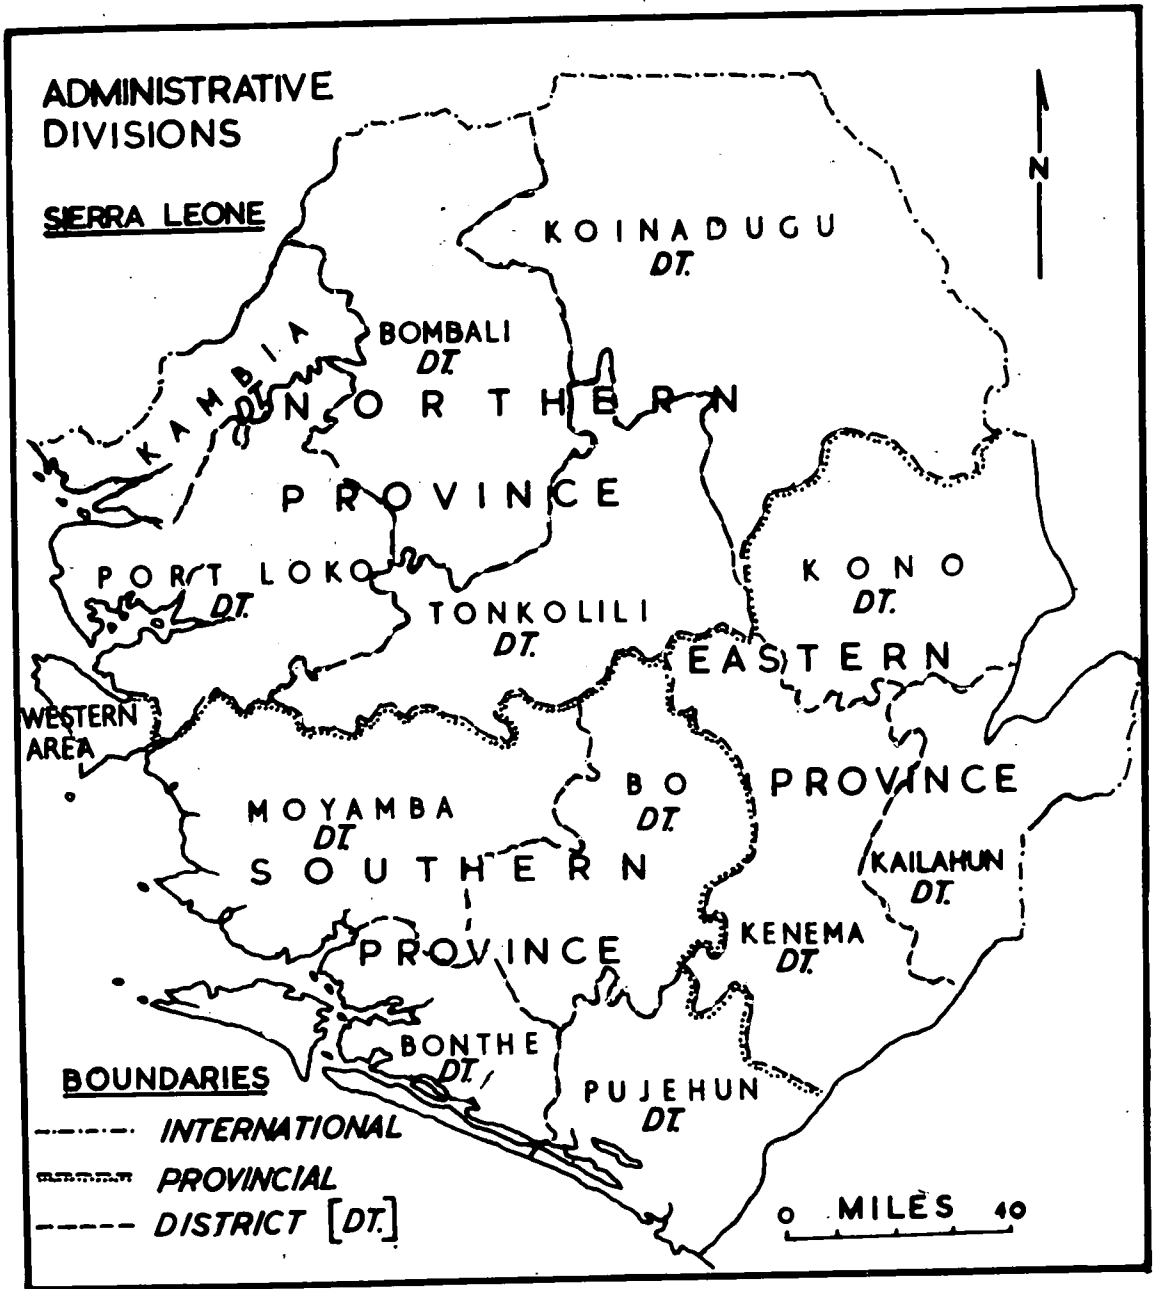 ADMINISTRATIVE
DIVISIONS
SIERRA LEONE
N
KOINADUGU
DT.
BOMBALI
DT.
KAMBIA
DT.
NORTHERN
PROVINCE
PORT LOKO
DT.
KONO
DT.
TONKOLILI
DT.
EASTERN
PROVINCE
WESTERN
AREA
BO
DT.
MOYAMBA
DT.
SOUTHERN
PROVINCE
KAILAHUN
DT.
KENEMA
DT.
BONTHE
DT.
PUJEHUN
DT.
BOUNDARIES
INTERNATIONAL
PROVINCIAL
DISTRICT [DT.]
0 MILES 40